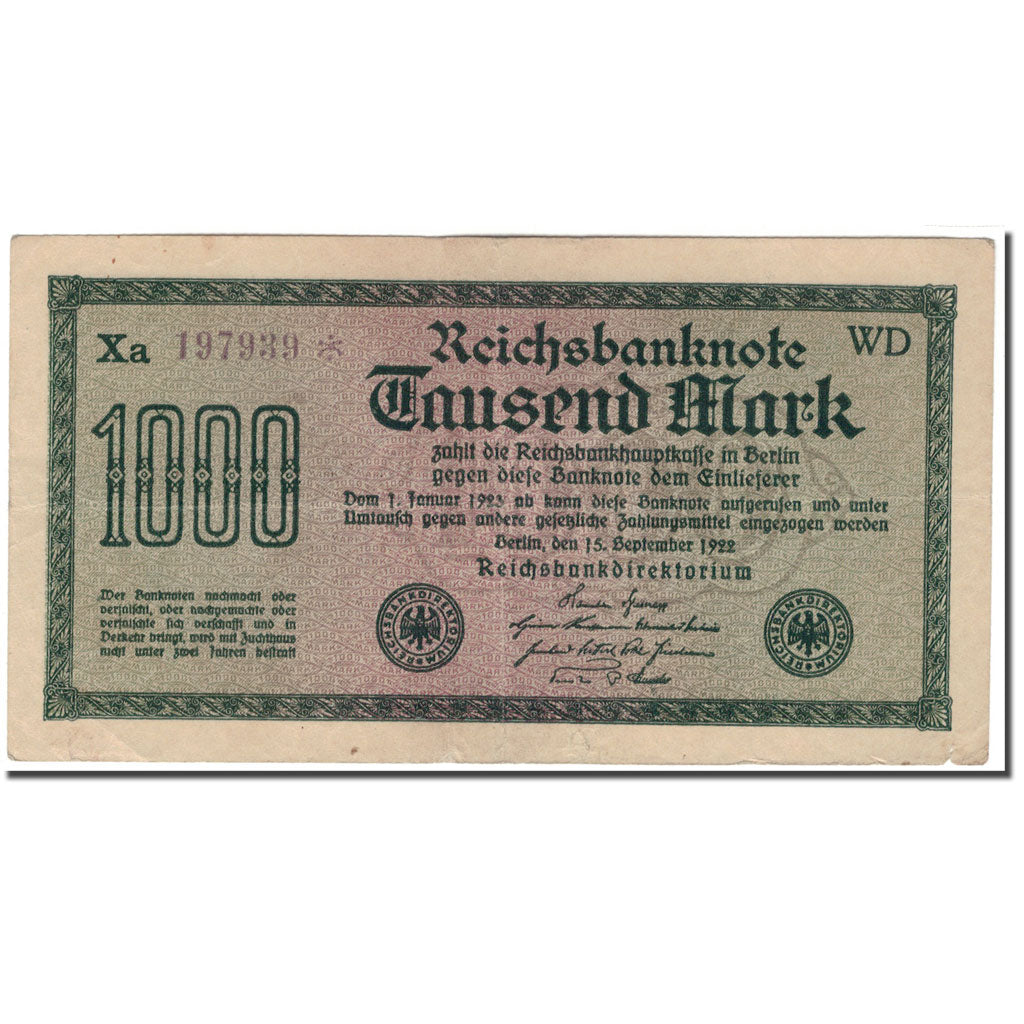 Xa 197939 *
WD
Reichsbanknote
Tausend Mark
1000
zahlt die Reichsbankhauptkasse in Berlin
gegen diese Banknote dem Einlieferer
Vom 1. Januar 1923 ab kann diese Banknote aufgerufen und unter
Umtausch gegen andere gesetzliche Zahlungsmittel eingezogen werden
Berlin, den 15. September 1922
Reichsbankdirektorium
Wer Banknoten nachmacht oder
verfälscht, oder nachgemachte oder
verfälschte sich verschafft und in
Verkehr bringt, wird mit Zuchthaus
nicht unter zwei Jahren bestraft
REICHSBANKDIREKTORIUM
REICHSBANKDIREKTORIUM